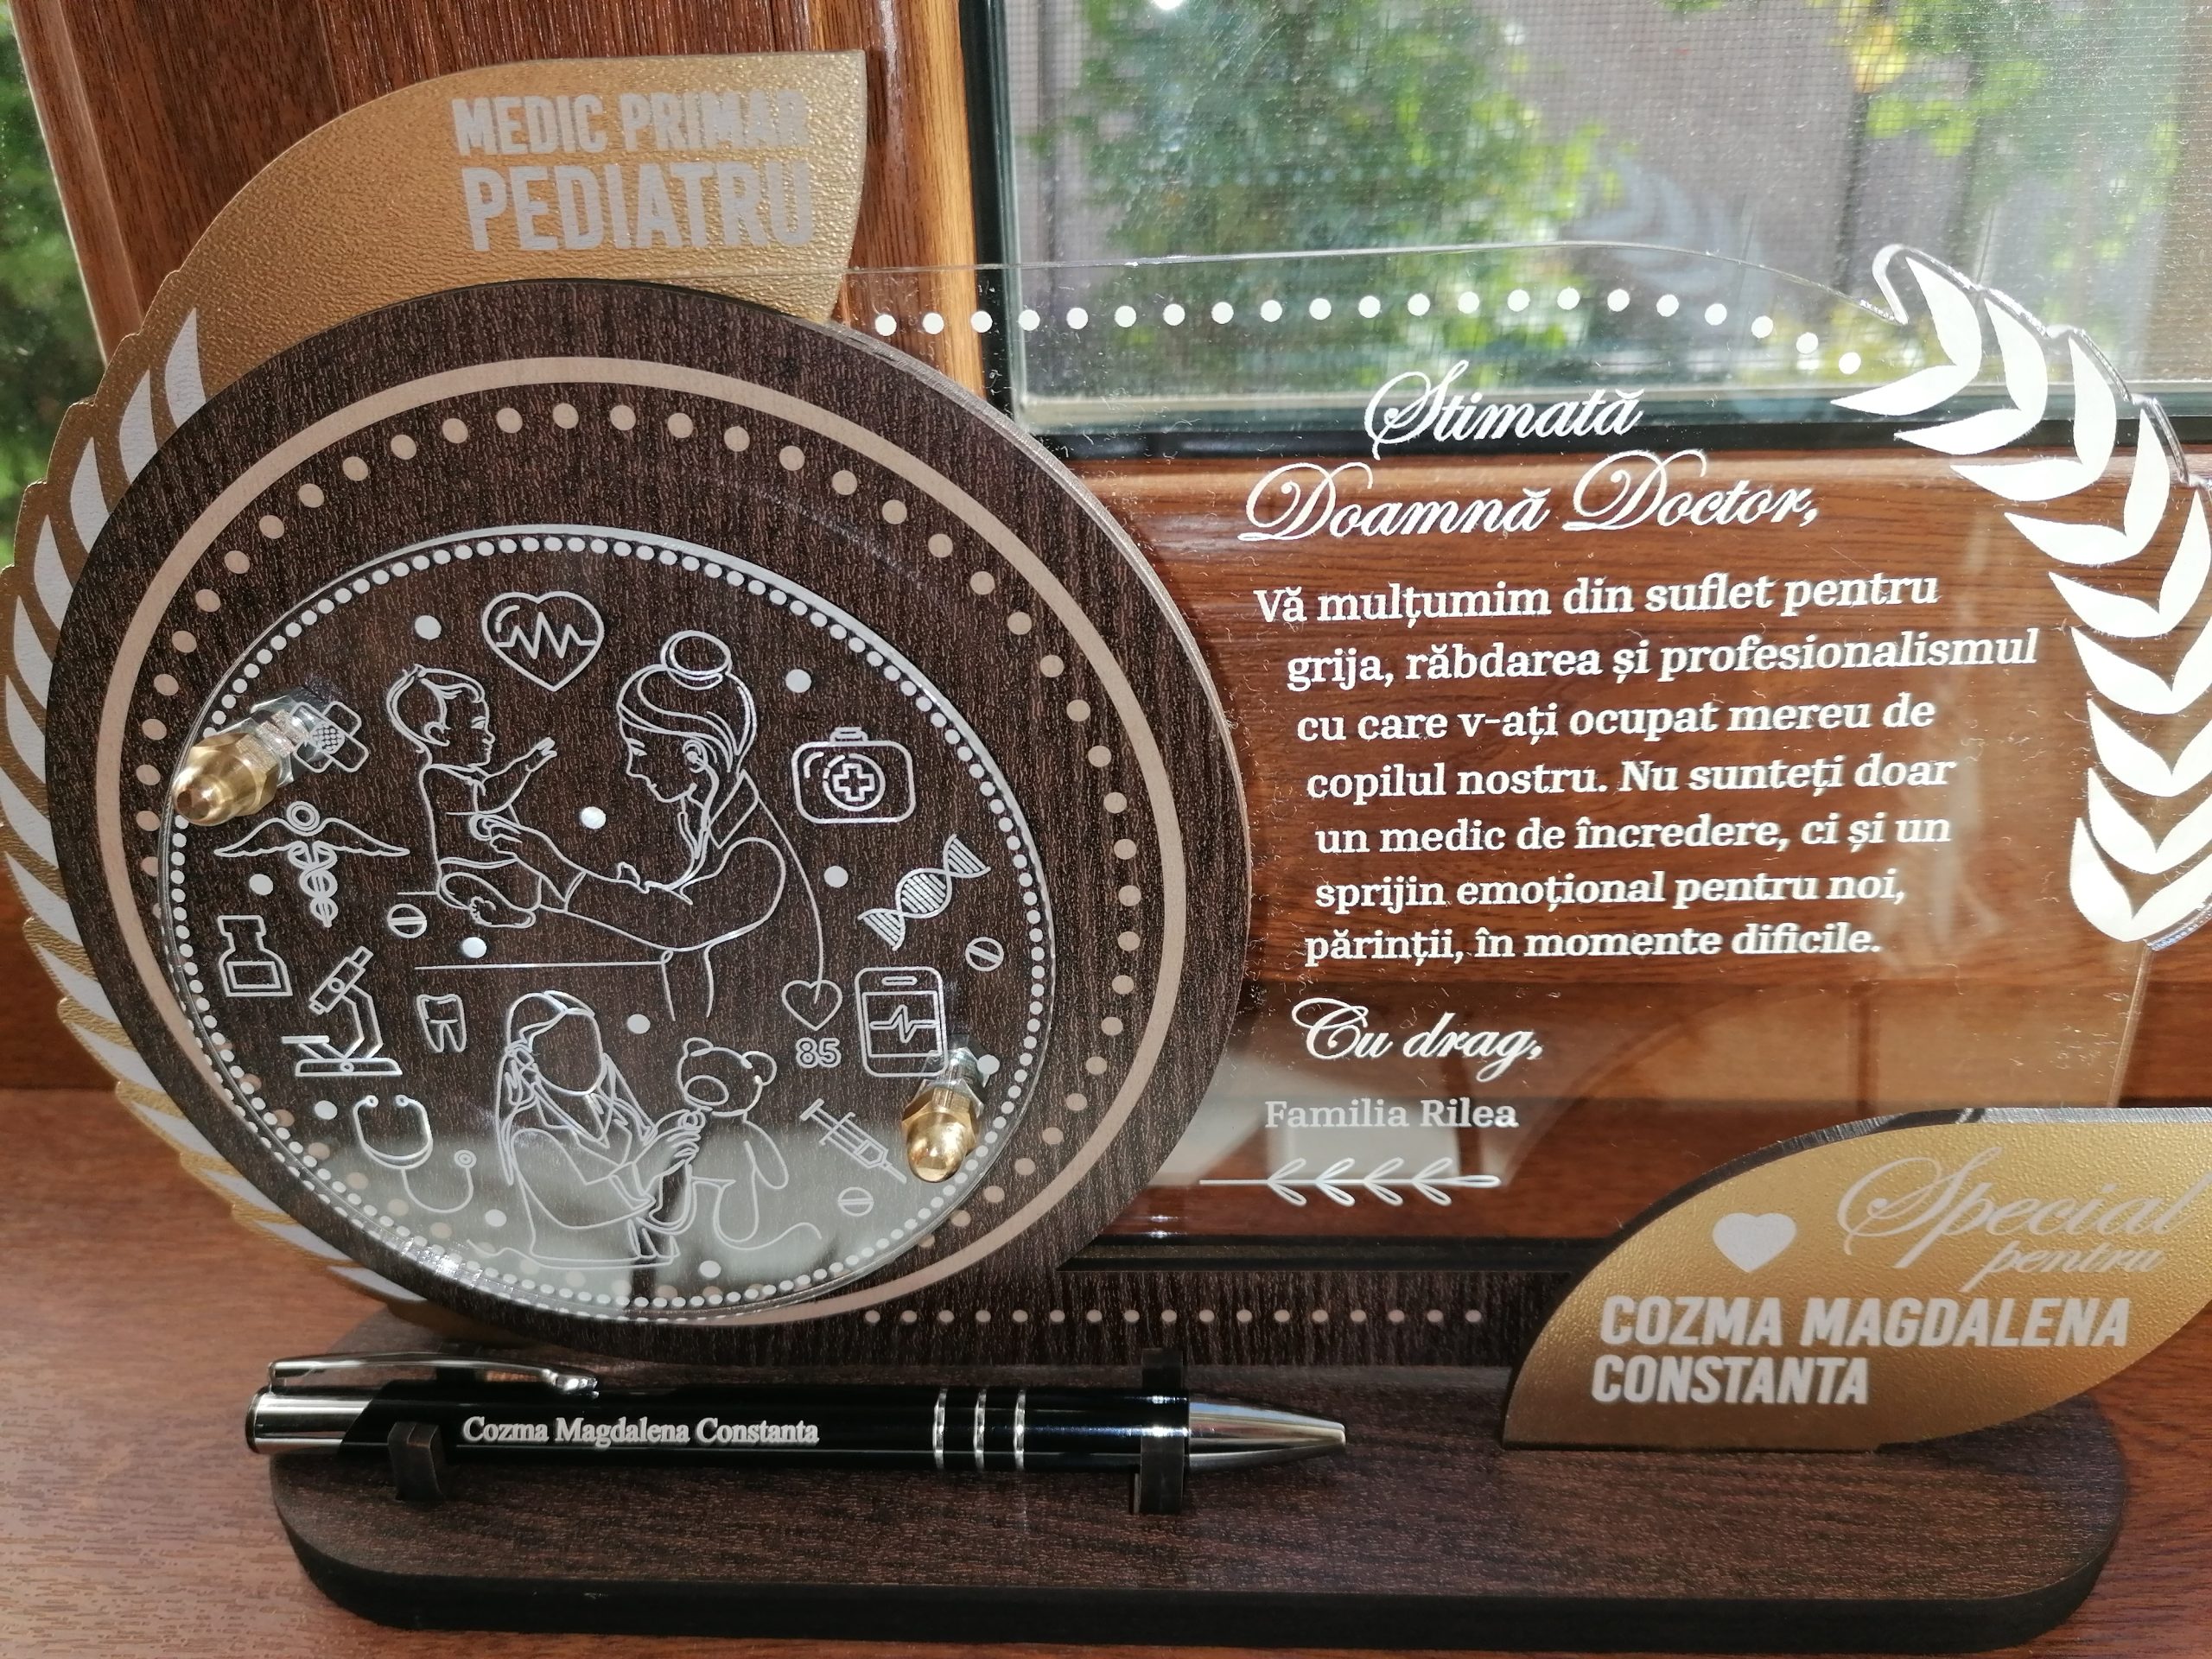 MEDIC PRIMAR
PEDIATRU
Stimată
Doamnă Doctor,
Vă mulțumim din suflet pentru
grija, răbdarea și profesionalismul
cu care v-ați ocupat mereu de
copilul nostru. Nu sunteți doar
un medic de încredere, ci și un
sprijin emoțional pentru noi,
părinții, în momente dificile.
Cu drag,
Familia Rilea
85
Special
pentru
COZMA MAGDALENA
CONSTANTA
Cozma Magdalena Constanta